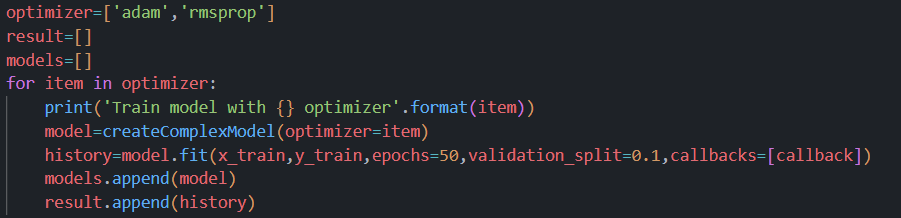 optimizer=['adam','rmsprop']
result=[]
models=[]
for item in optimizer:
    print('Train model with {} optimizer'.format(item))
    model=createComplexModel(optimizer=item)
    history=model.fit(x_train,y_train,epochs=50,validation_split=0.1,callbacks=[callback])
    models.append(model)
    result.append(history)